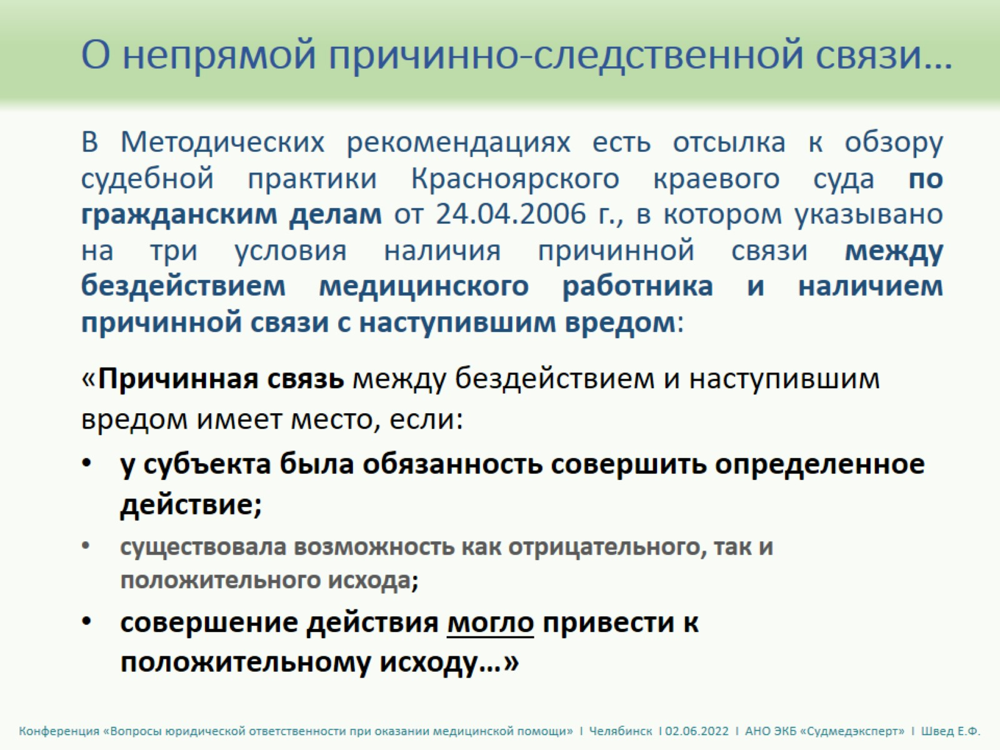 О непрямой причинно-следственной связи...
В Методических рекомендациях есть отсылка к обзору
судебной практики Красноярского краевого суда по
гражданским делам от 24.04.2006 г., в котором указывано
на три условия наличия причинной связи между
бездействием медицинского работника и наличием
причинной связи с наступившим вредом:
«Причинная связь между бездействием и наступившим
вредом имеет место, если:
• у субъекта была обязанность совершить определенное
действие;
• существовала возможность как отрицательного, так и
положительного исхода;
• совершение действия могло привести к
положительному исходу...»
Конференция «Вопросы юридической ответственности при оказании медицинской помощи» I Челябинск I 02.06.2022 I АНО ЭКБ «Судмедэксперт» I Швед Е.Ф.